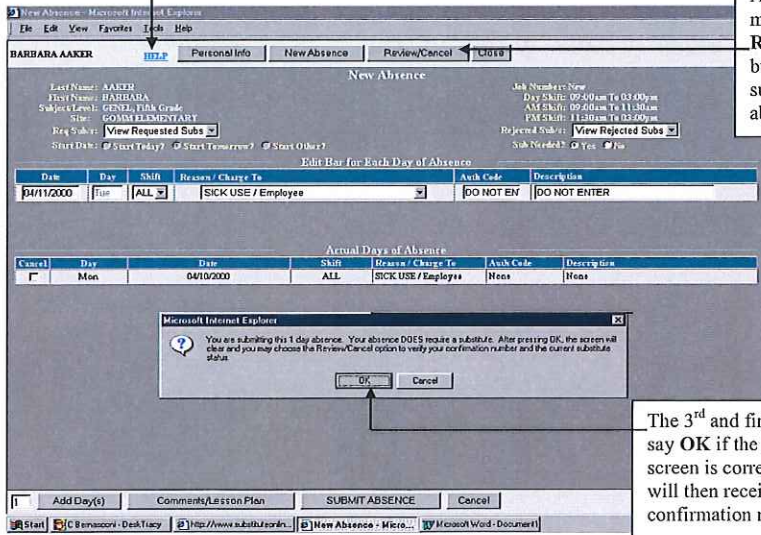 New Absence - Microsoft Internet Explorer
File Edit View Favorites Tools Help
BARBARA AAKER HELP Personal Info New Absence Review/Cancel Close
New Absence
Last Name: AAKER
First Name: BARBARA
Subject/Level: GENEL, Fifth Grade
Site: GOMM ELEMENTARY
Req Sub/s: View Requested Subs
Start Date: Start Today? Start Tomorrow? Start Other?
Job Number: New
Day Shift: 09:00am To 03:00pm
AM Shift: 09:00am To 11:30am
PM Shift: 11:30am To 03:00pm
Rejected Sub/s: View Rejected Subs
Sub Needed? Yes No
Edit Bar for Each Day of Absence
Date Day Shift Reason / Charge To Auth Code Description
04/11/2000 Tue ALL SICK USE / Employee DO NOT EN DO NOT ENTER
Actual Days of Absence
Cancel Day Date Shift Reason / Charge To Auth Code Description
Mon 04/10/2000 ALL SICK USE / Employee None None
Microsoft Internet Explorer
You are submitting this 1 day absence. Your absence DOES require a substitute. After pressing OK, the screen will
clear and you may choose the Review/Cancel option to verify your confirmation number and the current substitute
status.
OK Cancel
The 3rd and fir
say OK if the
screen is corre
will then recei
confirmation n
1 Add Day(s) Comments/Lesson Plan SUBMIT ABSENCE Cancel
Start C Bernasconi - Desk Tracy http://www.substituteonlin... New Absence - Micro... Microsoft Word - Document1